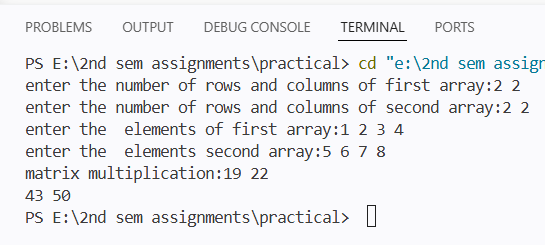 PROBLEMS OUTPUT DEBUG CONSOLE TERMINAL PORTS
PS E:\2nd sem assignments\practical> cd "e:\2nd sem assign
enter the number of rows and columns of first array:2 2
enter the number of rows and columns of second array:2 2
enter the  elements of first array:1 2 3 4
enter the  elements second array:5 6 7 8
matrix multiplication:19 22
43 50
PS E:\2nd sem assignments\practical>